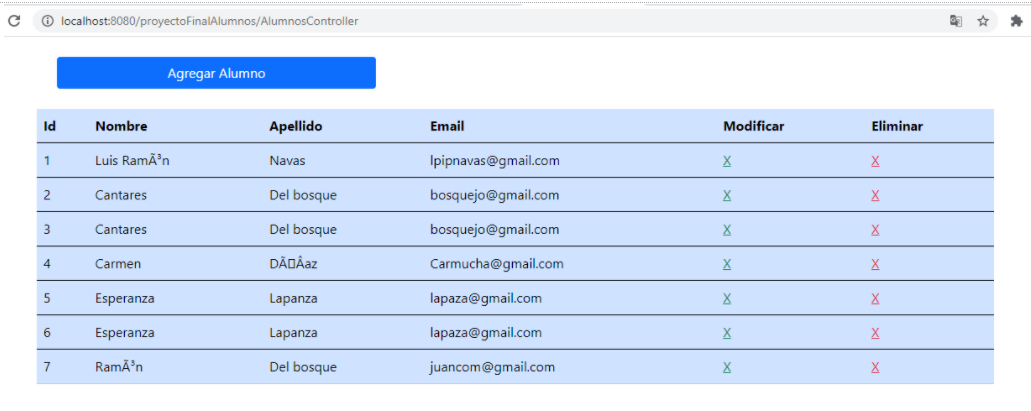 localhost:8080/proyectoFinalAlumnos/AlumnosController
Agregar Alumno
Id Nombre Apellido Email Modificar Eliminar
1 Luis RamÃ³n Navas lpipnavas@gmail.com X X
2 Cantares Del bosque bosquejo@gmail.com X X
3 Cantares Del bosque bosquejo@gmail.com X X
4 Carmen DÃ□Âaz Carmucha@gmail.com X X
5 Esperanza Lapanza lapaza@gmail.com X X
6 Esperanza Lapanza lapaza@gmail.com X X
7 RamÃ³n Del bosque juancom@gmail.com X X